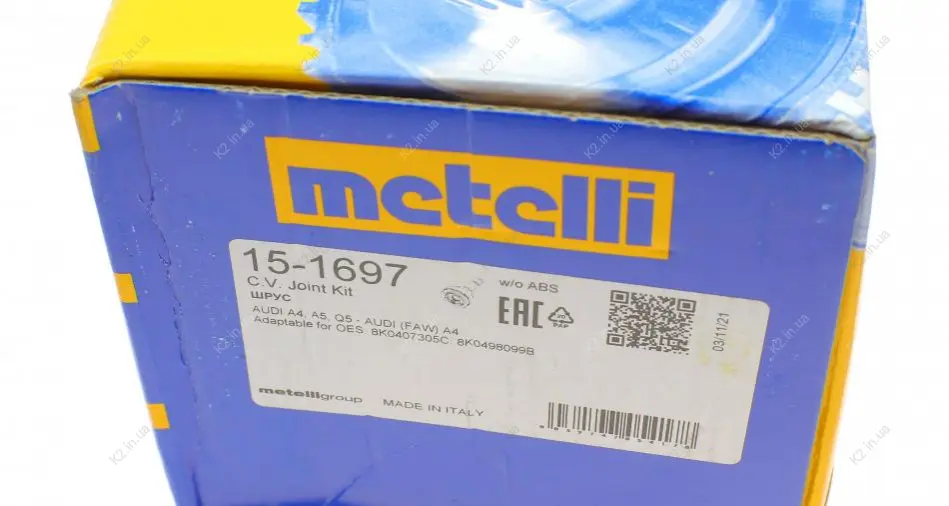 metelli
15-1697
w/o ABS
C.V. Joint Kit
ШРУС
EAC
PAP
AUDI A4, A5, Q5 - AUDI (FAW) A4
Adaptable for OES: 8K0407305C 8K0498099B
03/11/21
metelligroup
MADE IN ITALY
K2.in.ua